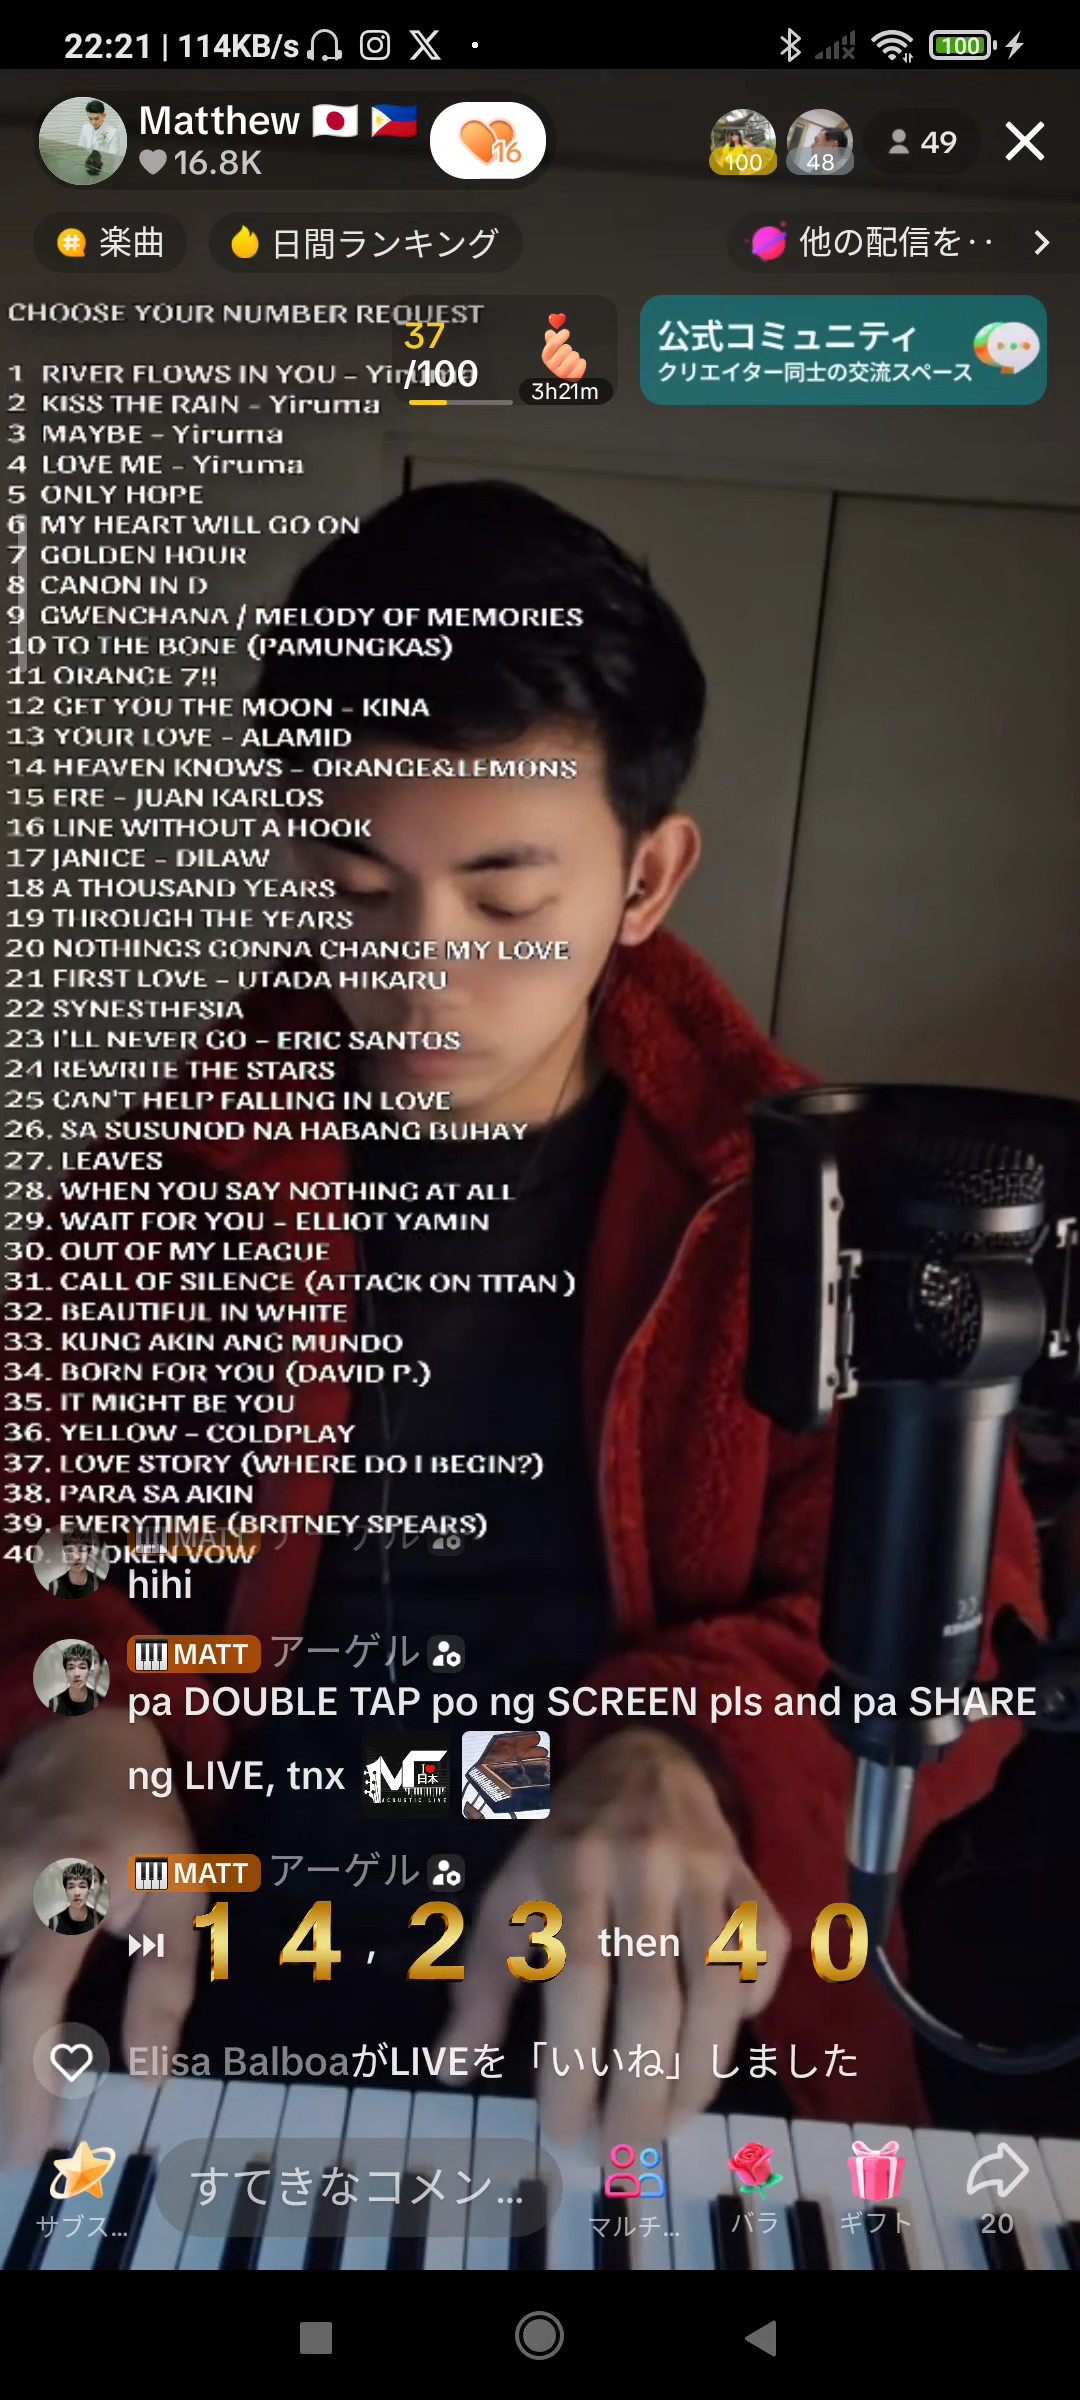 22:21 | 114KB/s
100
Matthew 🇯🇵 🇵🇭
16.8K
16
100
48
49
楽曲
日間ランキング
他の配信を‥
CHOOSE YOUR NUMBER REQUEST
37
/100
3h21m
公式コミュニティ
クリエイター同士の交流スペース
1 RIVER FLOWS IN YOU – Yiruma
2 KISS THE RAIN – Yiruma
3 MAYBE – Yiruma
4 LOVE ME – Yiruma
5 ONLY HOPE
6 MY HEART WILL GO ON
7 GOLDEN HOUR
8 CANON IN D
9 GWENCHANA / MELODY OF MEMORIES
10 TO THE BONE (PAMUNGKAS)
11 ORANGE 7!!
12 GET YOU THE MOON – KINA
13 YOUR LOVE – ALAMID
14 HEAVEN KNOWS – ORANGE&LEMONS
15 ERE – JUAN KARLOS
16 LINE WITHOUT A HOOK
17 JANICE – DILAW
18 A THOUSAND YEARS
19 THROUGH THE YEARS
20 NOTHINGS GONNA CHANGE MY LOVE
21 FIRST LOVE – UTADA HIKARU
22 SYNESTHESIA
23 I'LL NEVER GO – ERIC SANTOS
24 REWRITE THE STARS
25 CAN'T HELP FALLING IN LOVE
26. SA SUSUNOD NA HABANG BUHAY
27. LEAVES
28. WHEN YOU SAY NOTHING AT ALL
29. WAIT FOR YOU – ELLIOT YAMIN
30. OUT OF MY LEAGUE
31. CALL OF SILENCE (ATTACK ON TITAN )
32. BEAUTIFUL IN WHITE
33. KUNG AKIN ANG MUNDO
34. BORN FOR YOU (DAVID P.)
35. IT MIGHT BE YOU
36. YELLOW – COLDPLAY
37. LOVE STORY (WHERE DO I BEGIN?)
38. PARA SA AKIN
39. EVERYTIME (BRITNEY SPEARS)
40. BROKEN VOW
MATT アーゲル
hihi
MATT アーゲル
pa DOUBLE TAP po ng SCREEN pls and pa SHARE
ng LIVE, tnx
MATT アーゲル
⏭ 14, 23 then 40
Elisa BalboaがLIVEを「いいね」しました
すてきなコメン...
サブス...
マルチ...
バラ
ギフト
20